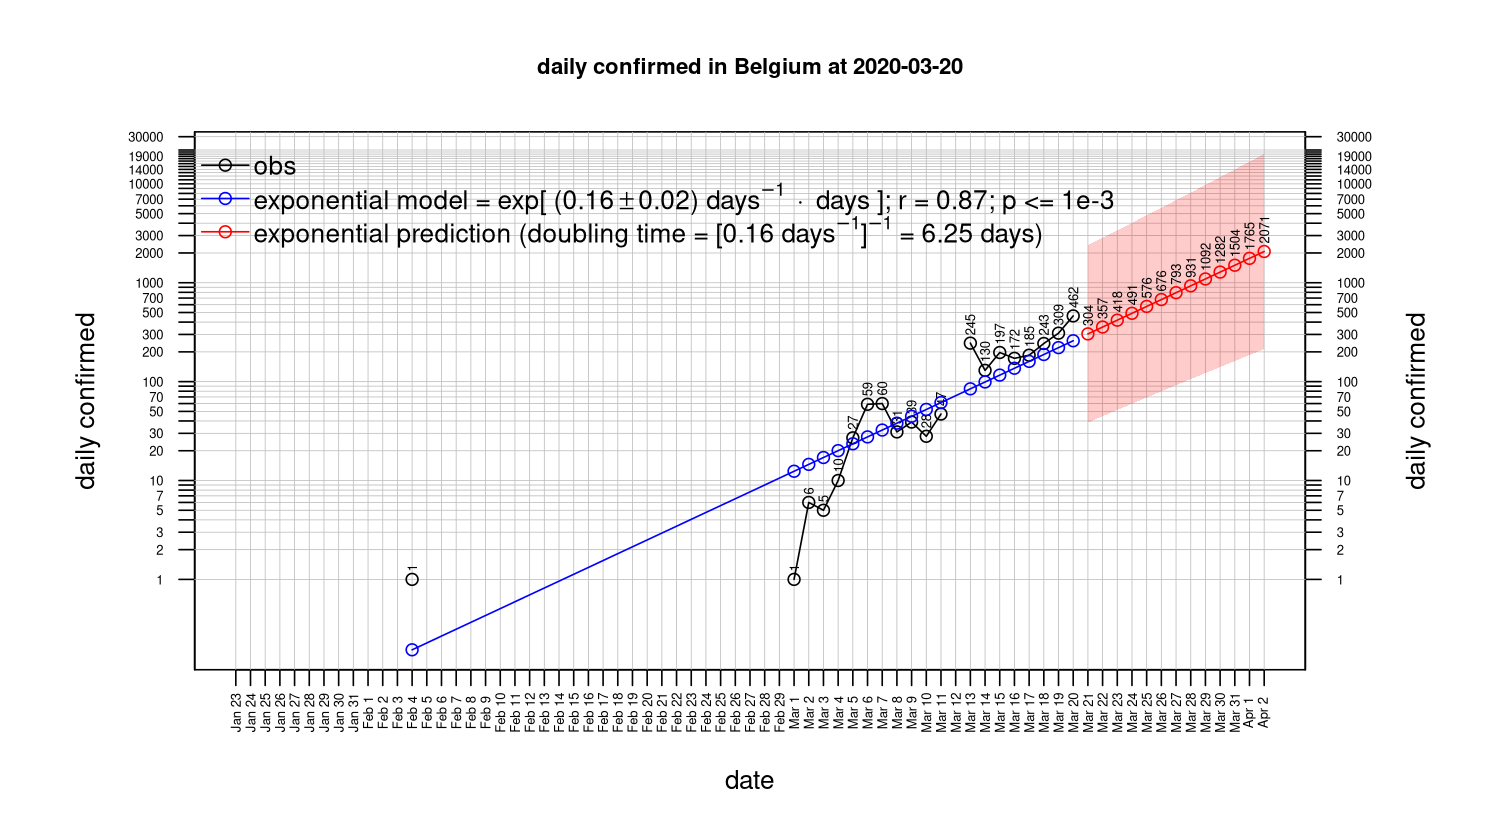 daily confirmed in Belgium at 2020-03-20
obs
exponential model = exp[ (0.16±0.02) days⁻¹ · days ]; r = 0.87; p <= 1e-3
exponential prediction (doubling time = [0.16 days⁻¹]⁻¹ = 6.25 days)
daily confirmed
30000
19000
14000
10000
7000
5000
3000
2000
1000
700
500
300
200
100
70
50
30
20
10
7
5
3
2
1
1
1
6
5
10
27
59
60
31
39
28
47
245
130
197
172
185
243
309
462
304
357
418
491
576
676
793
931
1092
1282
1504
1765
2071
30000
19000
14000
10000
7000
5000
3000
2000
1000
700
500
300
200
100
70
50
30
20
10
7
5
3
2
1
daily confirmed
Jan 23
Jan 24
Jan 25
Jan 26
Jan 27
Jan 28
Jan 29
Jan 30
Jan 31
Feb 1
Feb 2
Feb 3
Feb 4
Feb 5
Feb 6
Feb 7
Feb 8
Feb 9
Feb 10
Feb 11
Feb 12
Feb 13
Feb 14
Feb 15
Feb 16
Feb 17
Feb 18
Feb 19
Feb 20
Feb 21
Feb 22
Feb 23
Feb 24
Feb 25
Feb 26
Feb 27
Feb 28
Feb 29
Mar 1
Mar 2
Mar 3
Mar 4
Mar 5
Mar 6
Mar 7
Mar 8
Mar 9
Mar 10
Mar 11
Mar 12
Mar 13
Mar 14
Mar 15
Mar 16
Mar 17
Mar 18
Mar 19
Mar 20
Mar 21
Mar 22
Mar 23
Mar 24
Mar 25
Mar 26
Mar 27
Mar 28
Mar 29
Mar 30
Mar 31
Apr 1
Apr 2
date